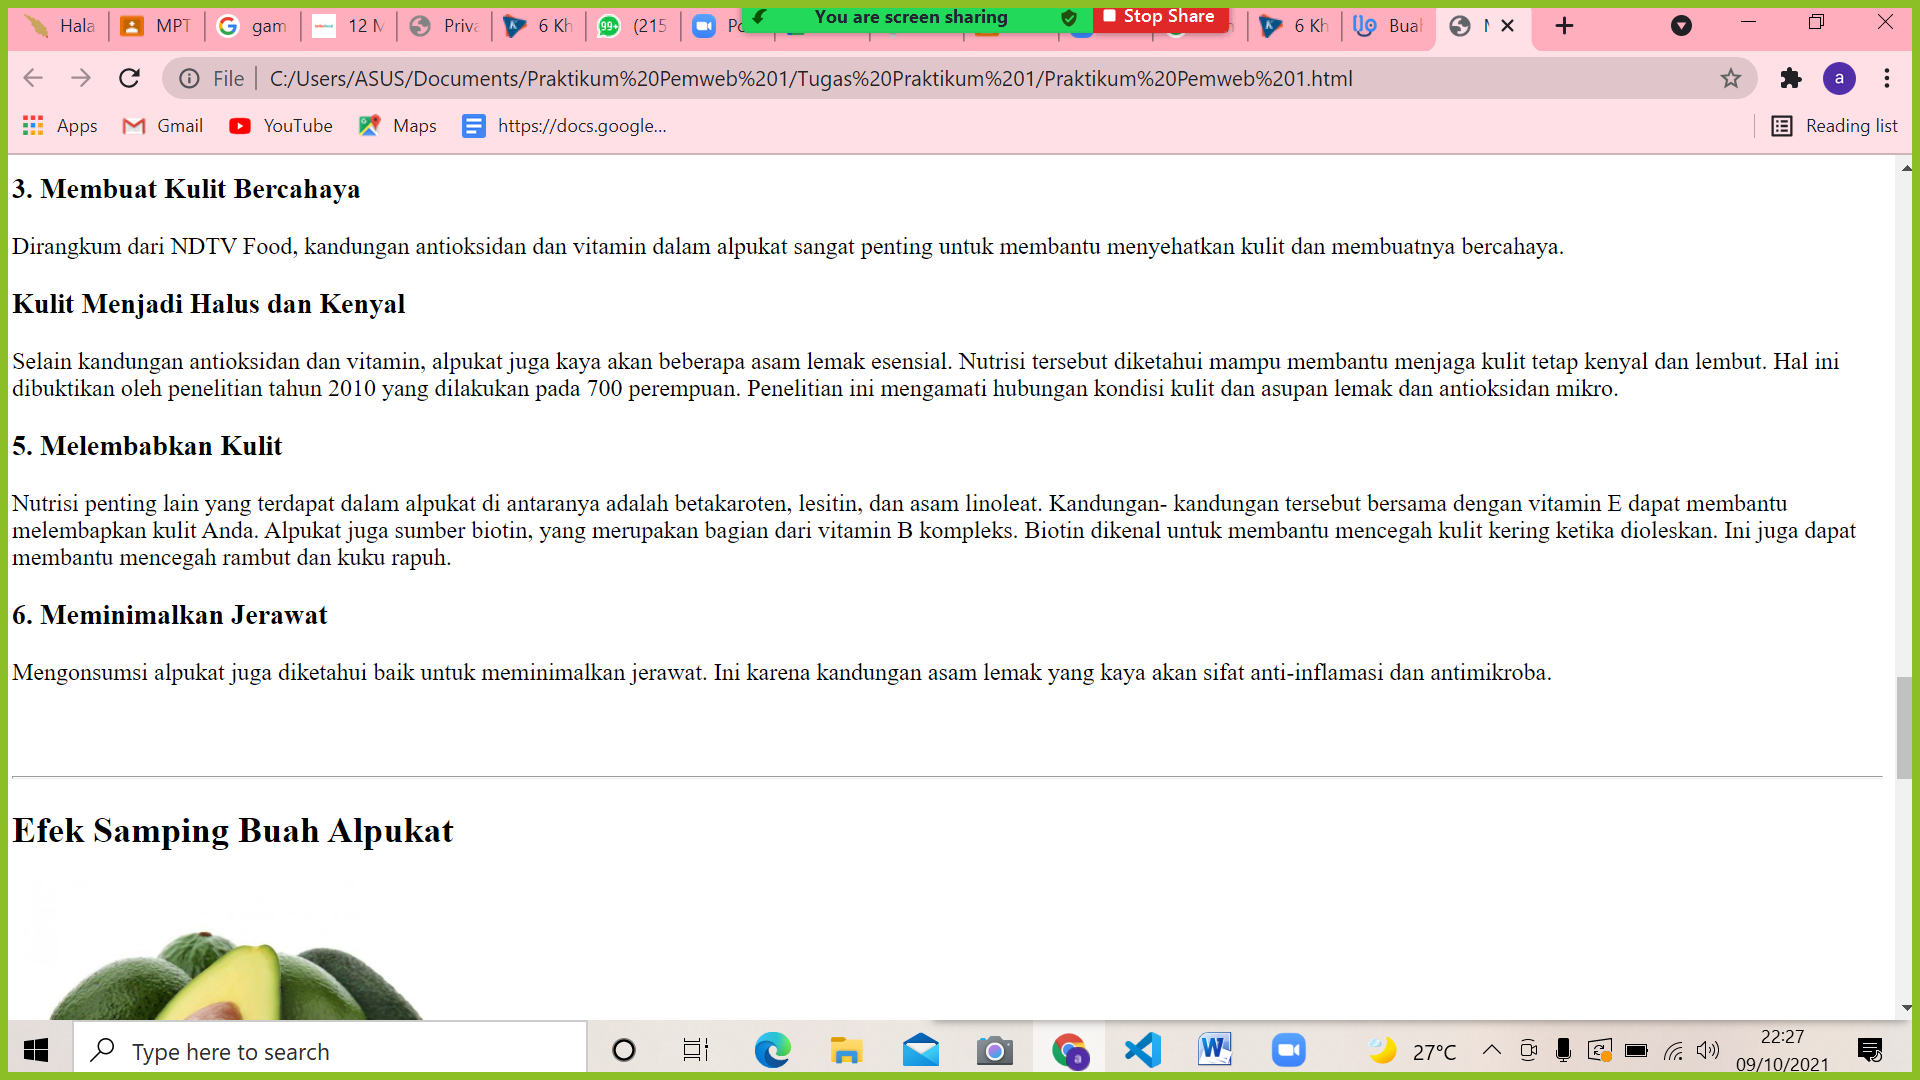 Hala
MPT
gam
12 M
Priva
6 Kh
99+
(215
Po
You are screen sharing
Stop Share
6 Kh
Buah
File
C:/Users/ASUS/Documents/Praktikum%20Pemweb%201/Tugas%20Praktikum%201/Praktikum%20Pemweb%201.html
a
Apps
Gmail
YouTube
Maps
https://docs.google...
Reading list
3. Membuat Kulit Bercahaya
Dirangkum dari NDTV Food, kandungan antioksidan dan vitamin dalam alpukat sangat penting untuk membantu menyehatkan kulit dan membuatnya bercahaya.
Kulit Menjadi Halus dan Kenyal
Selain kandungan antioksidan dan vitamin, alpukat juga kaya akan beberapa asam lemak esensial. Nutrisi tersebut diketahui mampu membantu menjaga kulit tetap kenyal dan lembut. Hal ini
dibuktikan oleh penelitian tahun 2010 yang dilakukan pada 700 perempuan. Penelitian ini mengamati hubungan kondisi kulit dan asupan lemak dan antioksidan mikro.
5. Melembabkan Kulit
Nutrisi penting lain yang terdapat dalam alpukat di antaranya adalah betakaroten, lesitin, dan asam linoleat. Kandungan- kandungan tersebut bersama dengan vitamin E dapat membantu
melembapkan kulit Anda. Alpukat juga sumber biotin, yang merupakan bagian dari vitamin B kompleks. Biotin dikenal untuk membantu mencegah kulit kering ketika dioleskan. Ini juga dapat
membantu mencegah rambut dan kuku rapuh.
6. Meminimalkan Jerawat
Mengonsumsi alpukat juga diketahui baik untuk meminimalkan jerawat. Ini karena kandungan asam lemak yang kaya akan sifat anti-inflamasi dan antimikroba.
Efek Samping Buah Alpukat
Type here to search
27°C
22:27
09/10/2021